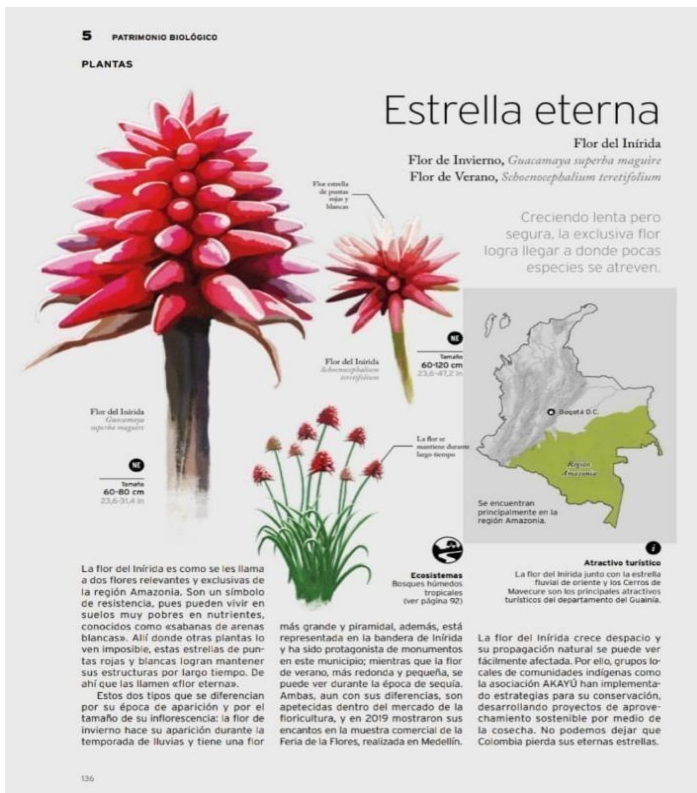 5 PATRIMONIO BIOLÓGICO
PLANTAS
Estrella eterna
Flor del Inírida
Flor de Invierno, Guacamaya superba maguire
Flor de Verano, Schoenocephalium teretifolium
Creciendo lenta pero
segura, la exclusiva flor
logra llegar a donde pocas
especies se atreven.
Flor estrella
de puntas
rojas y
blancas
NE
Tamaño
60-120 cm
23,6-47,2 in
Flor del Inírida
Schoenocephalium
teretifolium
Flor del Inírida
Guacamaya
superba maguire
NE
Tamaño
60-80 cm
23,6-31,4 in
La flor se
mantiene durante
largo tiempo
Bogotá D.C.
Región
Amazonia
Se encuentran
principalmente en la
región Amazonia.
Ecosistemas
Bosques húmedos
tropicales
(ver página 92)
i
Atractivo turístico
La flor del Inírida junto con la estrella
fluvial de oriente y los Cerros de
Mavecure son los principales atractivos
turísticos del departamento del Guainía.
La flor del Inírida es como se les llama
a dos flores relevantes y exclusivas de
la región Amazonia. Son un símbolo
de resistencia, pues pueden vivir en
suelos muy pobres en nutrientes,
conocidos como «sabanas de arenas
blancas». Allí donde otras plantas lo
ven imposible, estas estrellas de pun-
tas rojas y blancas logran mantener
sus estructuras por largo tiempo. De
ahí que las llamen «flor eterna».
Estos dos tipos que se diferencian
por su época de aparición y por el
tamaño de su inflorescencia: la flor de
invierno hace su aparición durante la
temporada de lluvias y tiene una flor
más grande y piramidal, además, está
representada en la bandera de Inírida
y ha sido protagonista de monumentos
en este municipio; mientras que la flor
de verano, más redonda y pequeña, se
puede ver durante la época de sequía.
Ambas, aun con sus diferencias, son
apetecidas dentro del mercado de la
floricultura, y en 2019 mostraron sus
encantos en la muestra comercial de la
Feria de la Flores, realizada en Medellín.
La flor del Inírida crece despacio y
su propagación natural se puede ver
fácilmente afectada. Por ello, grupos lo-
cales de comunidades indígenas como
la asociación AKAYÚ han implementa-
do estrategias para su conservación,
desarrollando proyectos de aprove-
chamiento sostenible por medio de
la cosecha. No podemos dejar que
Colombia pierda sus eternas estrellas.
136